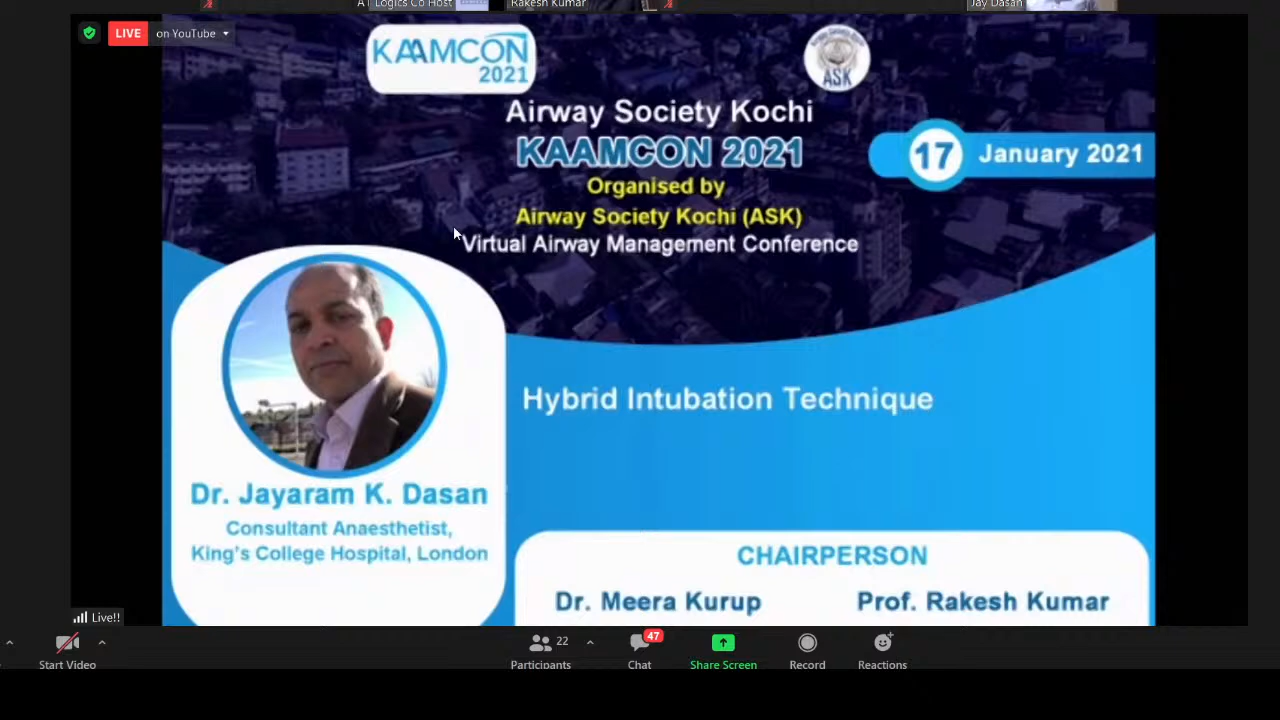 A T Logics Co Host
Rakesh Kumar
Jay Dasan
LIVE
on YouTube
KAAMCON
2021
ASK
Airway Society Kochi
KAAMCON 2021
17 January 2021
Organised by
Airway Society Kochi (ASK)
Virtual Airway Management Conference
Hybrid Intubation Technique
Dr. Jayaram K. Dasan
Consultant Anaesthetist,
King's College Hospital, London
CHAIRPERSON
Dr. Meera Kurup
Prof. Rakesh Kumar
Live!!
22
47
Start Video
Participants
Chat
Share Screen
Record
Reactions